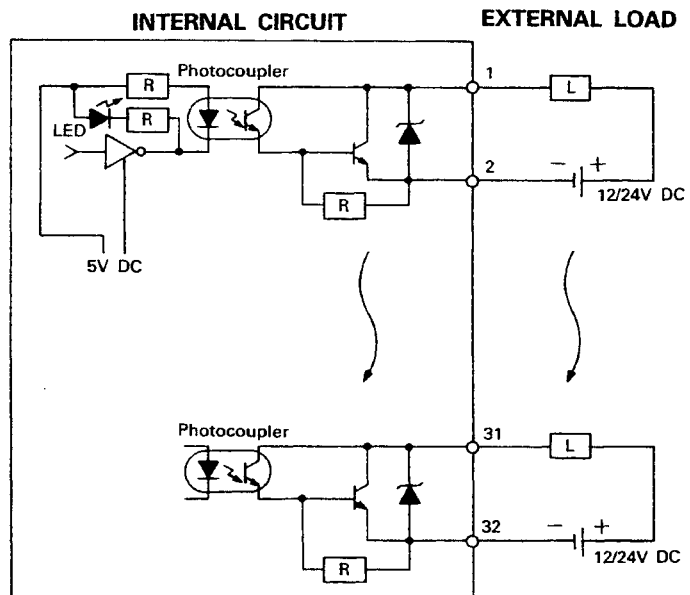 INTERNAL CIRCUIT
EXTERNAL LOAD
Photocoupler
R
R
LED
1
L
2
R
− +
12/24V DC
5V DC
Photocoupler
31
L
32
R
− +
12/24V DC